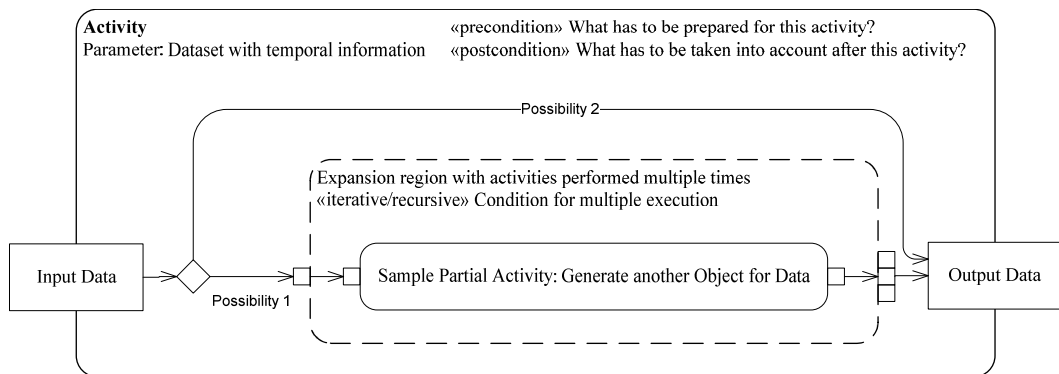 Activity
«precondition» What has to be prepared for this activity?
Parameter: Dataset with temporal information
«postcondition» What has to be taken into account after this activity?
Possibility 2
Expansion region with activities performed multiple times
«iterative/recursive» Condition for multiple execution
Input Data
Sample Partial Activity: Generate another Object for Data
Output Data
Possibility 1